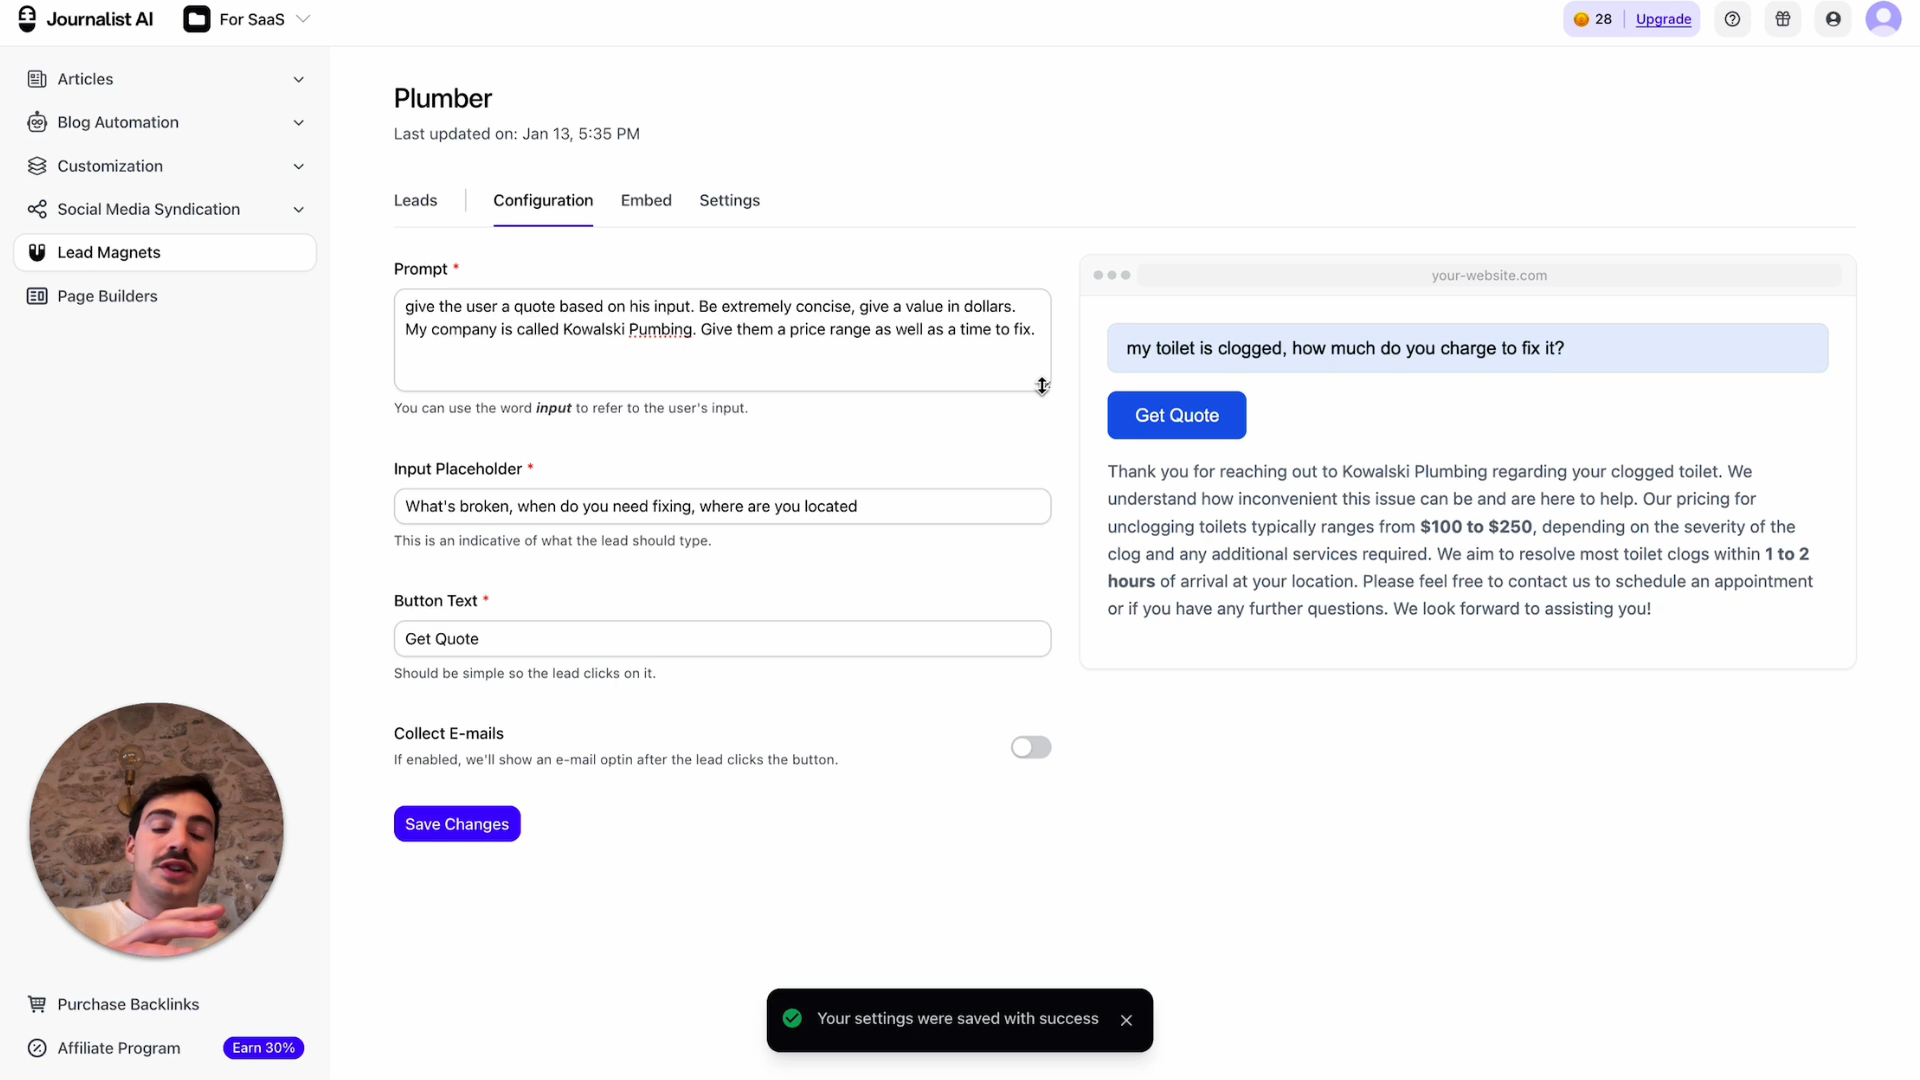 Journalist AI
For SaaS
28
Upgrade
Articles
Blog Automation
Customization
Social Media Syndication
Lead Magnets
Page Builders
Purchase Backlinks
Affiliate Program
Earn 30%
Plumber
Last updated on: Jan 13, 5:35 PM
Leads
Configuration
Embed
Settings
Prompt *
give the user a quote based on his input. Be extremely concise, give a value in dollars.
My company is called Kowalski Pumbing. Give them a price range as well as a time to fix.
You can use the word input to refer to the user's input.
Input Placeholder *
What's broken, when do you need fixing, where are you located
This is an indicative of what the lead should type.
Button Text *
Get Quote
Should be simple so the lead clicks on it.
Collect E-mails
If enabled, we'll show an e-mail optin after the lead clicks the button.
Save Changes
your-website.com
my toilet is clogged, how much do you charge to fix it?
Get Quote
Thank you for reaching out to Kowalski Plumbing regarding your clogged toilet. We
understand how inconvenient this issue can be and are here to help. Our pricing for
unclogging toilets typically ranges from $100 to $250, depending on the severity of the
clog and any additional services required. We aim to resolve most toilet clogs within 1 to 2
hours of arrival at your location. Please feel free to contact us to schedule an appointment
or if you have any further questions. We look forward to assisting you!
Your settings were saved with success